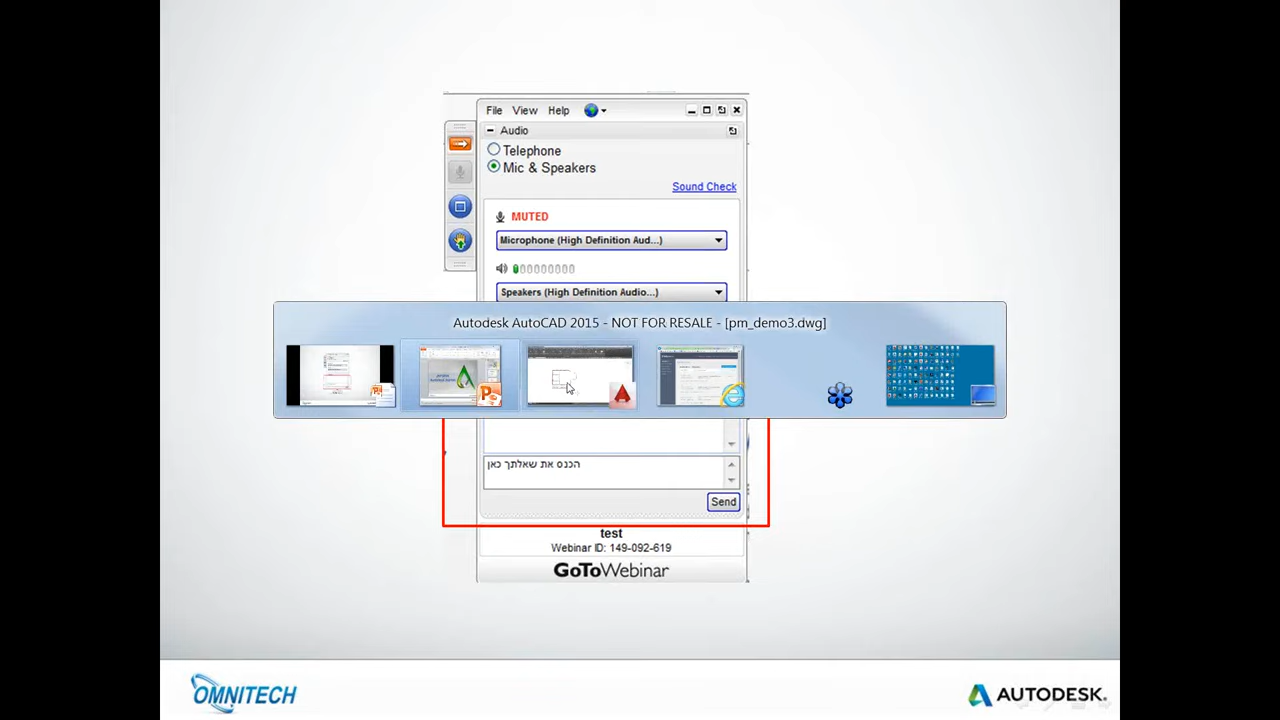 File View Help
Audio
Telephone
Mic & Speakers
Sound Check
MUTED
Microphone (High Definition Aud...)
Speakers (High Definition Audio...)
Autodesk AutoCAD 2015 - NOT FOR RESALE - [pm_demo3.dwg]
הכנס את שאלתך כאן
Send
test
Webinar ID: 149-092-619
GoToWebinar
OMNITECH
AUTODESK.